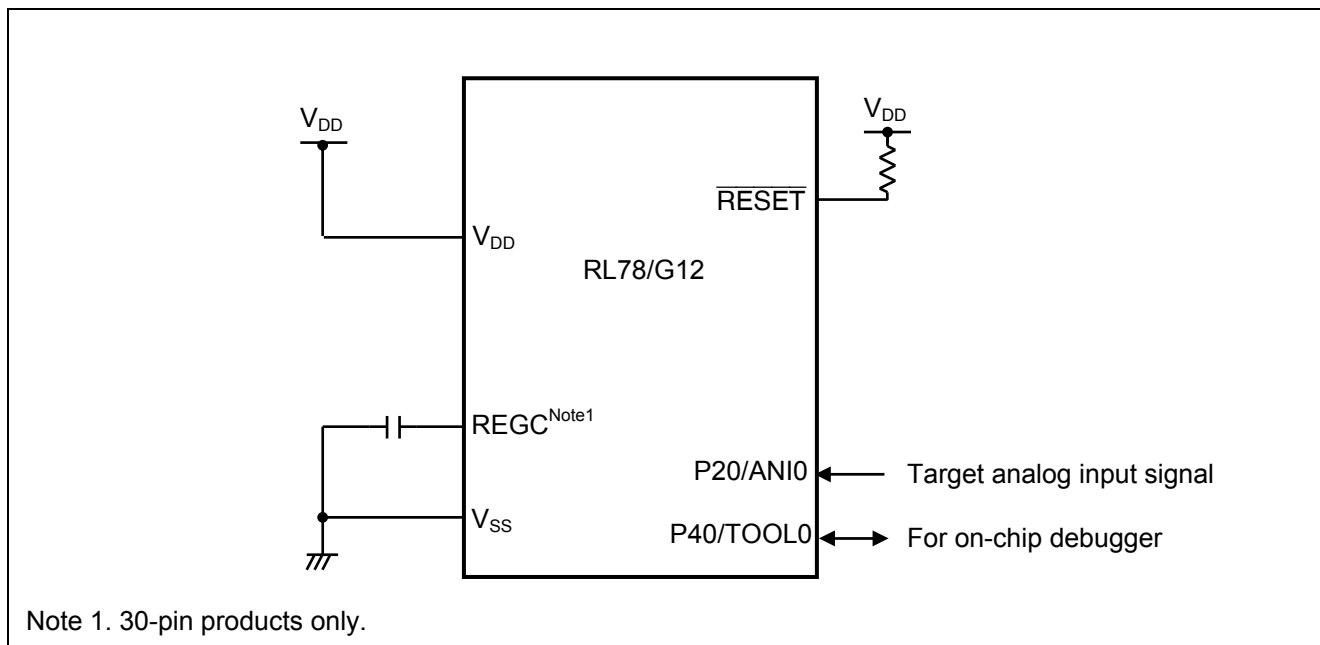 VDD
VDD
RESET
VDD
RL78/G12
REGCNote1
P20/ANI0
Target analog input signal
VSS
P40/TOOL0
For on-chip debugger
Note 1. 30-pin products only.